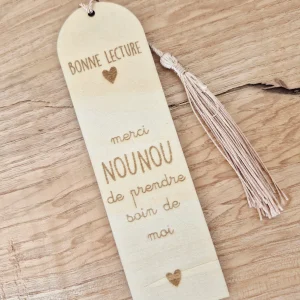 BONNE LECTURE
merci
NOUNOU
de prendre
soin de
moi